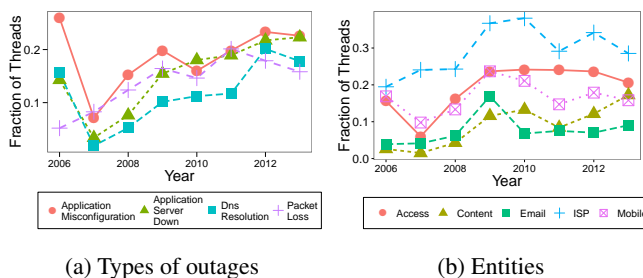 Fraction of Threads
0.2
0.1
2006 2008 2010 2012
Year
Application Misconfiguration
Application Server Down
Dns Resolution
Packet Loss
(a) Types of outages
Fraction of Threads
0.3
0.2
0.1
0.0
2006 2008 2010 2012
Year
Access Content Email ISP Mobile
(b) Entities